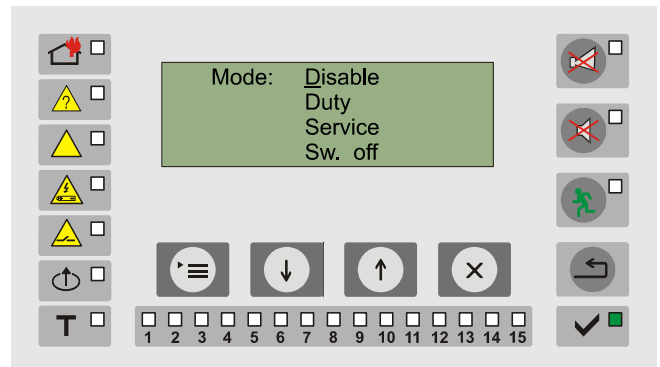 Mode: Disable
Duty
Service
Sw. off
?
T
1 2 3 4 5 6 7 8 9 10 11 12 13 14 15